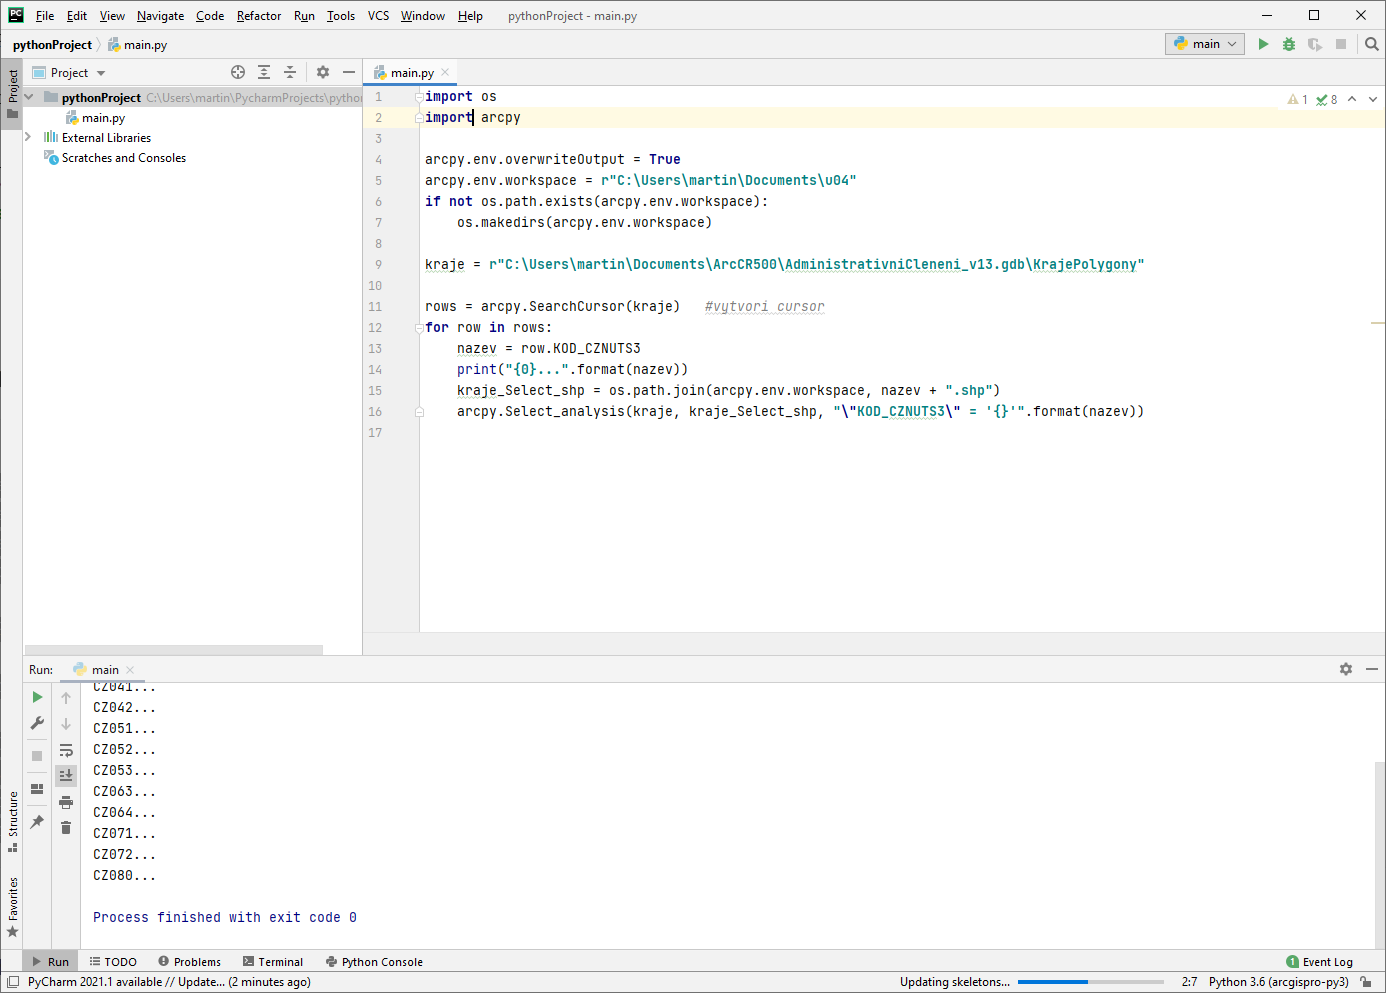 PC File Edit View Navigate Code Refactor Run Tools VCS Window Help pythonProject - main.py
pythonProject main.py main
Project
Project
main.py
1 import os
1 8
pythonProject C:\Users\martin\PycharmProjects\python
main.py
External Libraries
Scratches and Consoles
2 import arcpy
3
4 arcpy.env.overwriteOutput = True
5 arcpy.env.workspace = r"C:\Users\martin\Documents\u04"
6 if not os.path.exists(arcpy.env.workspace):
7 os.makedirs(arcpy.env.workspace)
8
9 kraje = r"C:\Users\martin\Documents\ArcCR500\AdministrativniCleneni_v13.gdb\KrajePolygony"
10
11 rows = arcpy.SearchCursor(kraje) #vytvori cursor
12 for row in rows:
13 nazev = row.KOD_CZNUTS3
14 print("{0}...".format(nazev))
15 kraje_Select_shp = os.path.join(arcpy.env.workspace, nazev + ".shp")
16 arcpy.Select_analysis(kraje, kraje_Select_shp, "\"KOD_CZNUTS3\" = '{}'".format(nazev))
17
Run: main
CZ041...
CZ042...
CZ051...
CZ052...
CZ053...
CZ063...
CZ064...
CZ071...
CZ072...
CZ080...
Process finished with exit code 0
Structure
Favorites
Run TODO Problems Terminal Python Console 1 Event Log
PyCharm 2021.1 available // Update... (2 minutes ago) Updating skeletons... 2:7 Python 3.6 (arcgispro-py3)